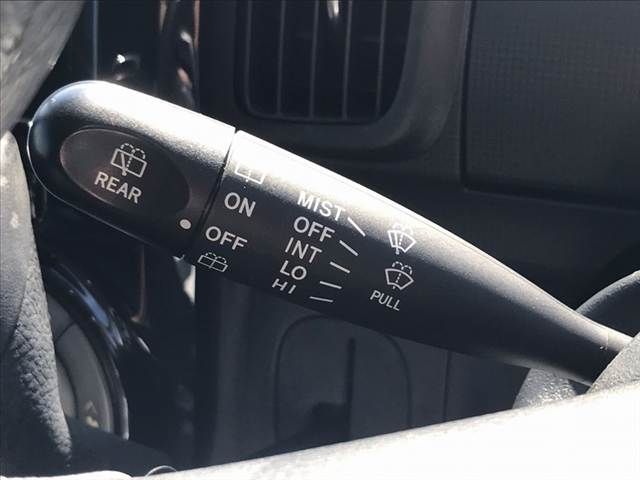 REAR
ON
OFF
MIST
OFF
INT
LO
HI
PULL